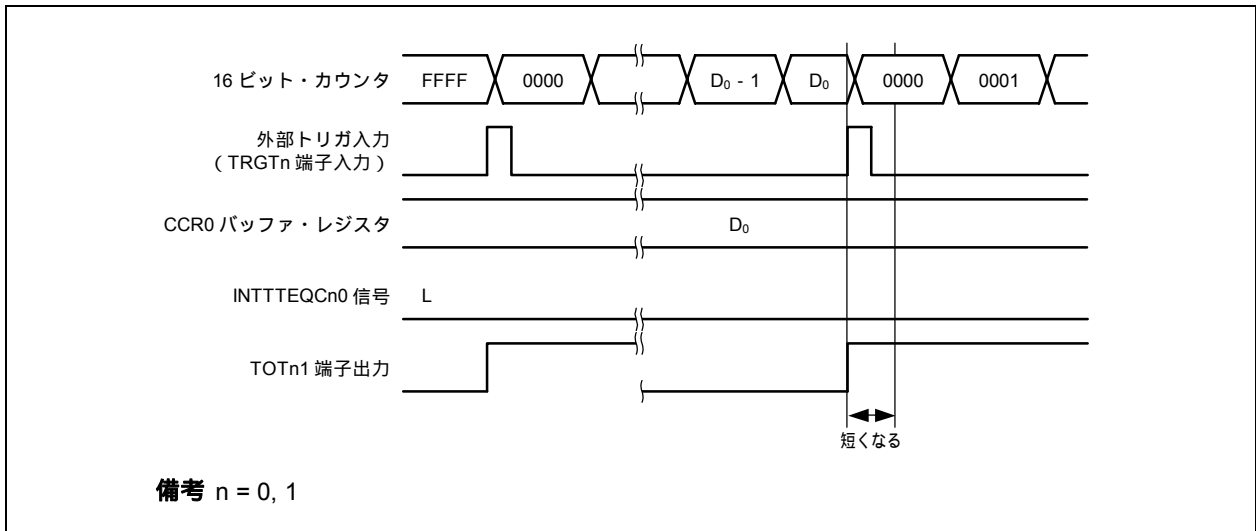 16 ビット・カウンタ FFFF 0000 D₀ - 1 D₀ 0000 0001
外部トリガ入力
（TRGTn 端子入力）
CCR0 バッファ・レジスタ D₀
INTTTEQCn0 信号 L
TOTn1 端子出力
短くなる
備考 n = 0, 1